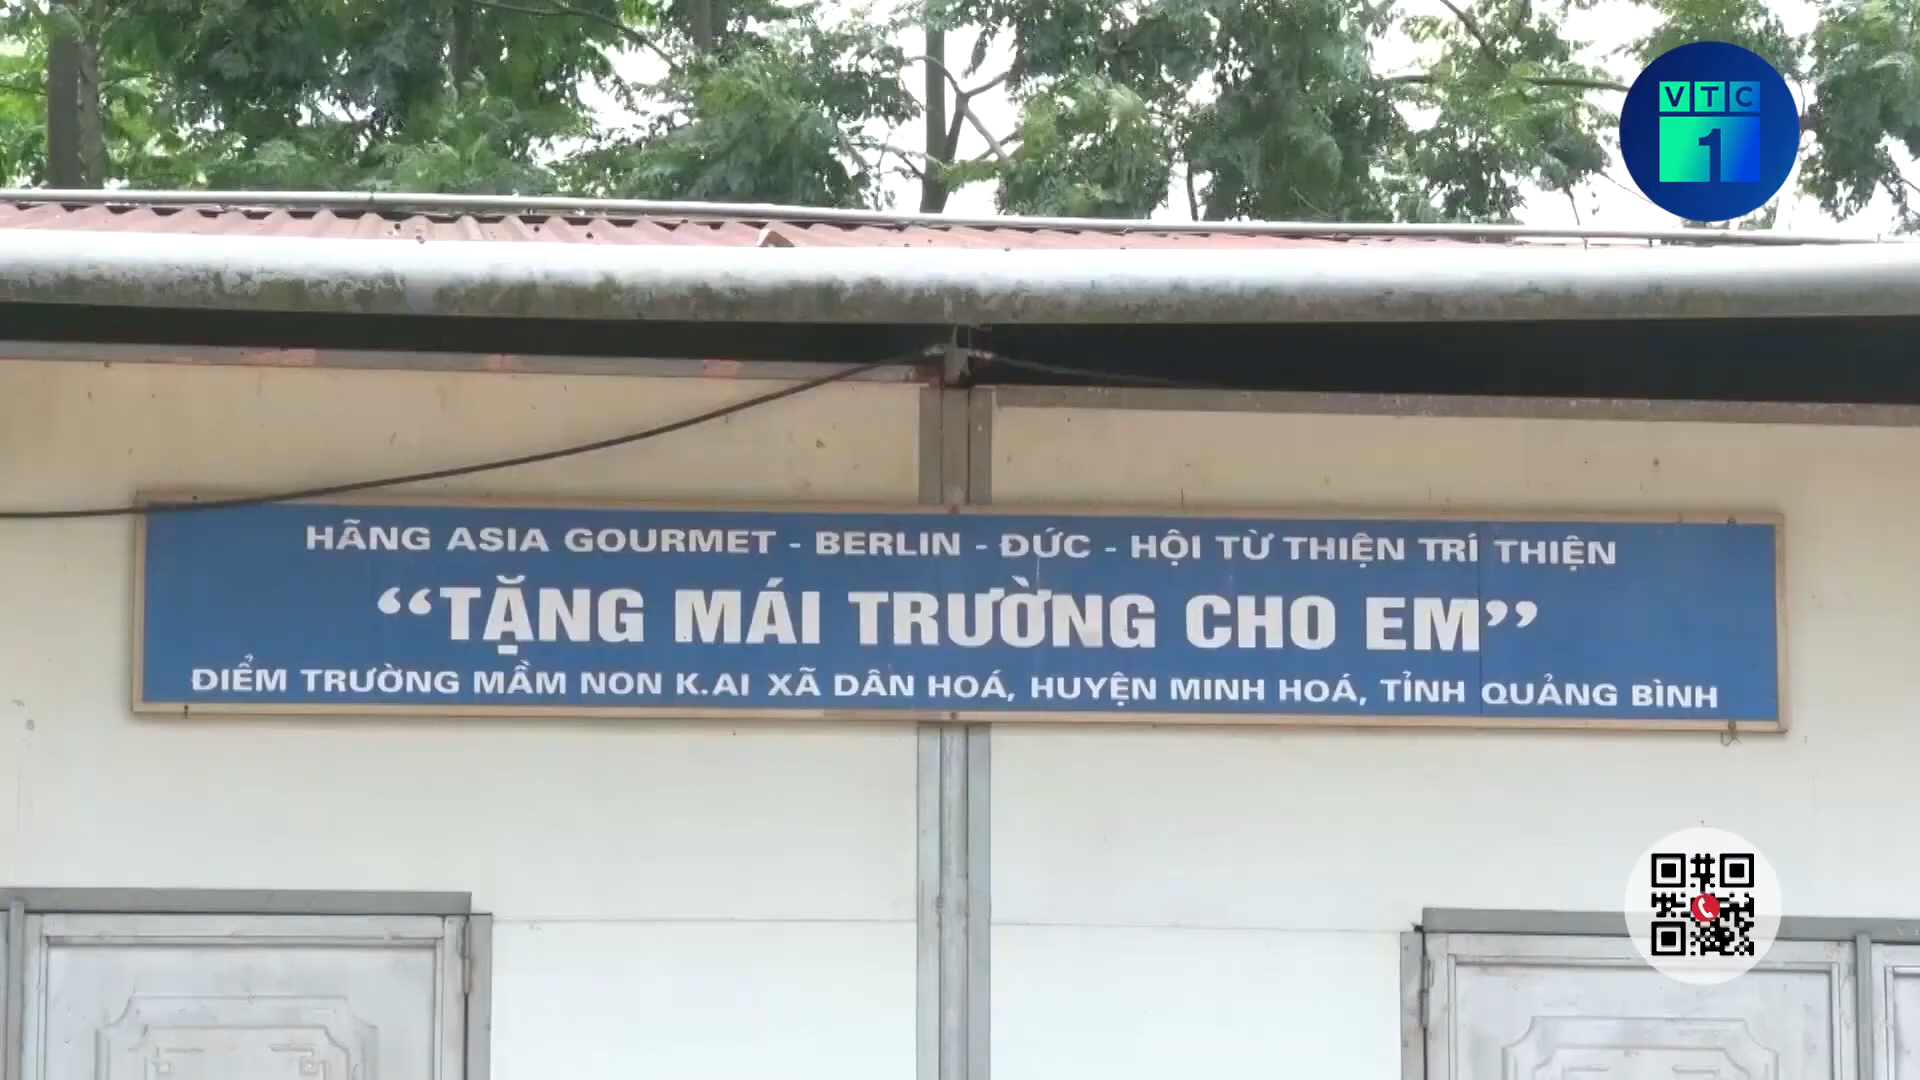 VTC
1
HÃNG ASIA GOURMET - BERLIN - ĐỨC - HỘI TỪ THIỆN TRÍ THIỆN
“TẶNG MÁI TRƯỜNG CHO EM”
ĐIỂM TRƯỜNG MẦM NON K.AI XÃ DÂN HOÁ, HUYỆN MINH HOÁ, TỈNH QUẢNG BÌNH